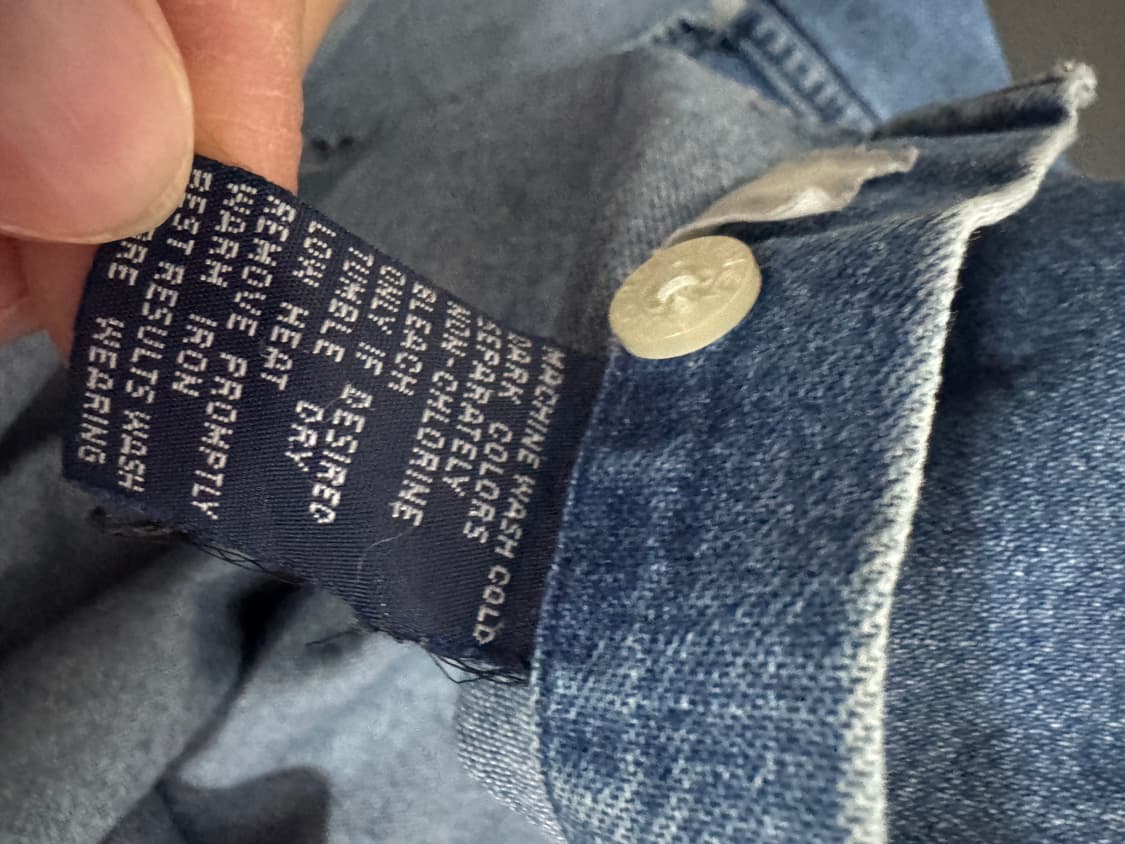 MACHINE WASH COLD
DARK COLORS
SEPARATELY
NON-CHLORINE
BLEACH
ONLY IF DESIRED
TUMBLE DRY
LOW HEAT
REMOVE PROMPTLY
WARM IRON
BEST RESULTS WASH
WEARING